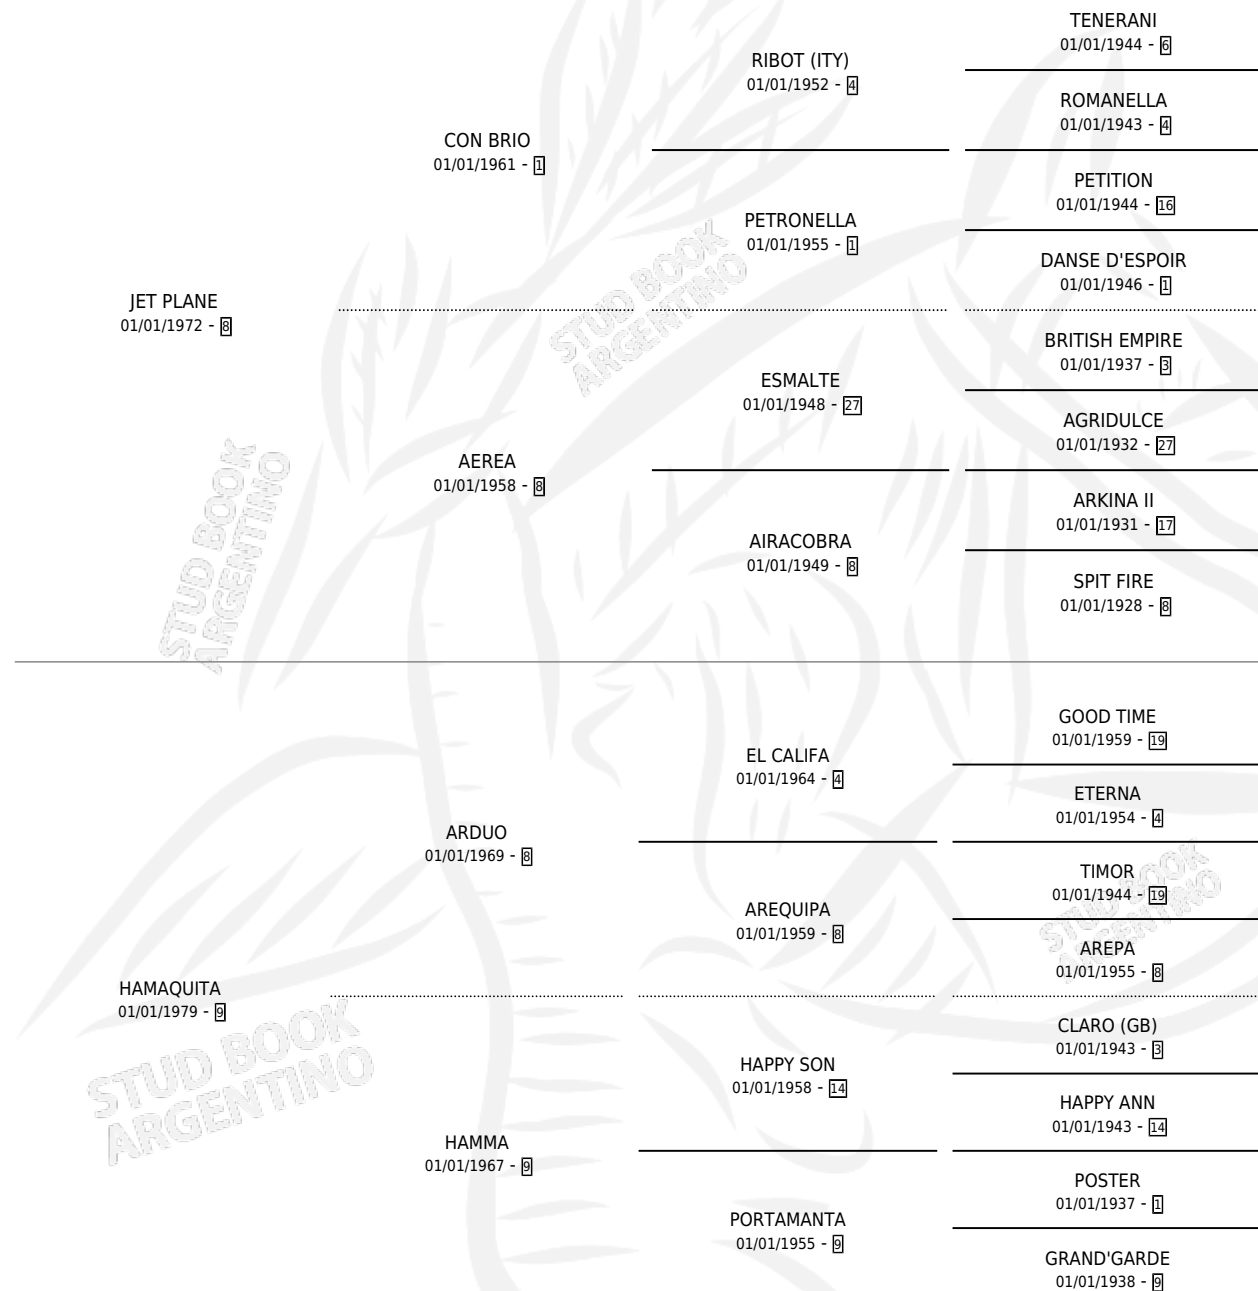 JET PLANE
01/01/1972 - 8
CON BRIO
01/01/1961 - 1
AEREA
01/01/1958 - 8
RIBOT (ITY)
01/01/1952 - 4
PETRONELLA
01/01/1955 - 1
ESMALTE
01/01/1948 - 27
AIRACOBRA
01/01/1949 - 8
TENERANI
01/01/1944 - 6
ROMANELLA
01/01/1943 - 4
PETITION
01/01/1944 - 16
DANSE D'ESPOIR
01/01/1946 - 1
BRITISH EMPIRE
01/01/1937 - 3
AGRIDULCE
01/01/1932 - 27
ARKINA II
01/01/1931 - 17
SPIT FIRE
01/01/1928 - 8
HAMAQUITA
01/01/1979 - 9
ARDUO
01/01/1969 - 8
HAMMA
01/01/1967 - 9
EL CALIFA
01/01/1964 - 4
AREQUIPA
01/01/1959 - 8
HAPPY SON
01/01/1958 - 14
PORTAMANTA
01/01/1955 - 9
GOOD TIME
01/01/1959 - 19
ETERNA
01/01/1954 - 4
TIMOR
01/01/1944 - 19
AREPA
01/01/1955 - 8
CLARO (GB)
01/01/1943 - 3
HAPPY ANN
01/01/1943 - 14
POSTER
01/01/1937 - 1
GRAND'GARDE
01/01/1938 - 9
STUD BOOK
ARGENTINO
STUD BOOK
ARGENTINO
STUD BOOK
ARGENTINO
STUD BOOK
ARGENTINO